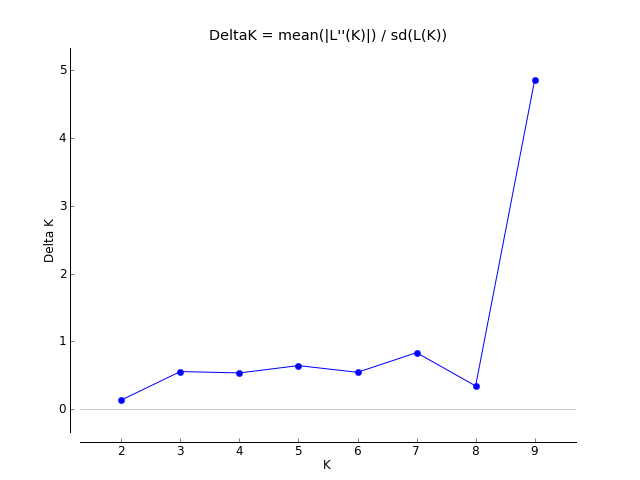 DeltaK = mean(|L''(K)|) / sd(L(K))
5
4
3
2
1
0
Delta K
2 3 4 5 6 7 8 9
K